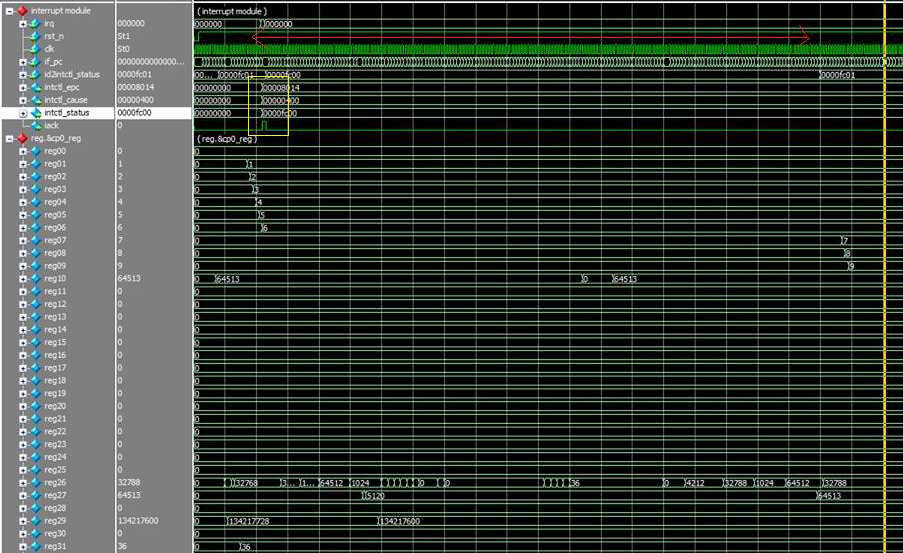 interrupt module ( interrupt module )
irq 000000 000000 000000
rst_n St1
clk St0
if_pc 000000000000...
id2intctl_status 0000fc01 00... 0000fc01 0000fc00 0000fc01
intctl_epc 00008014 00000000 00008014
intctl_cause 00000400 00000000 00000400
intctl_status 0000fc00 00000000 0000fc00
iack 0
reg.&cp0_reg ( reg.&cp0_reg )
reg00 0 0
reg01 1 0 1
reg02 2 0 2
reg03 3 0 3
reg04 4 0 4
reg05 5 0 5
reg06 6 0 6
reg07 7 0 7
reg08 8 0 8
reg09 9 0 9
reg10 64513 0 64513 0 64513
reg11 0 0
reg12 0 0
reg13 0 0
reg14 0 0
reg15 0 0
reg16 0 0
reg17 0 0
reg18 0 0
reg19 0 0
reg20 0 0
reg21 0 0
reg22 0 0
reg23 0 0
reg24 0 0
reg25 0 0
reg26 32788 0 32768 3... 1... 64512 1024 0 0 36 0 4212 32788 1024 64512 32788
reg27 64513 0 5120 64513
reg28 0 0
reg29 134217600 0 134217728 134217600
reg30 0 0
reg31 36 0 36